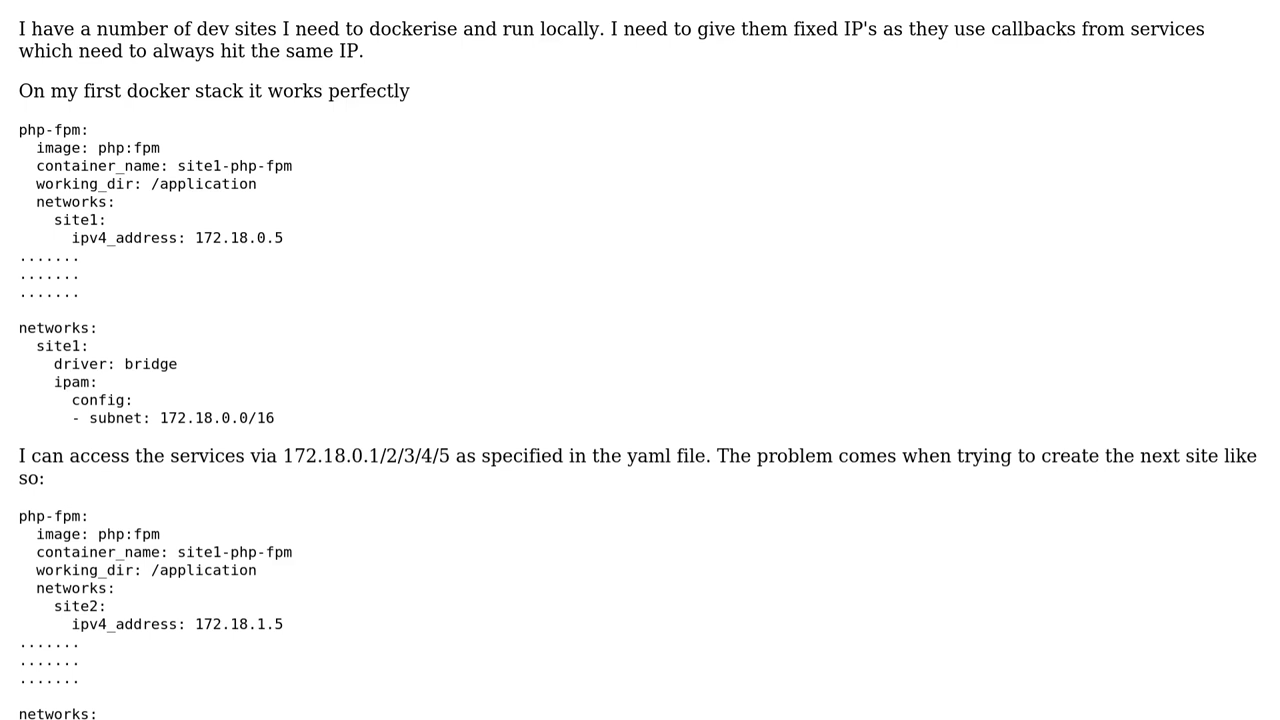 I have a number of dev sites I need to dockerise and run locally. I need to give them fixed IP's as they use callbacks from services
which need to always hit the same IP.
On my first docker stack it works perfectly
php-fpm:
  image: php:fpm
  container_name: site1-php-fpm
  working_dir: /application
  networks:
    site1:
      ipv4_address: 172.18.0.5
.......
.......
.......
networks:
  site1:
    driver: bridge
    ipam:
      config:
      - subnet: 172.18.0.0/16
I can access the services via 172.18.0.1/2/3/4/5 as specified in the yaml file. The problem comes when trying to create the next site like
so:
php-fpm:
  image: php:fpm
  container_name: site1-php-fpm
  working_dir: /application
  networks:
    site2:
      ipv4_address: 172.18.1.5
.......
.......
.......
networks: